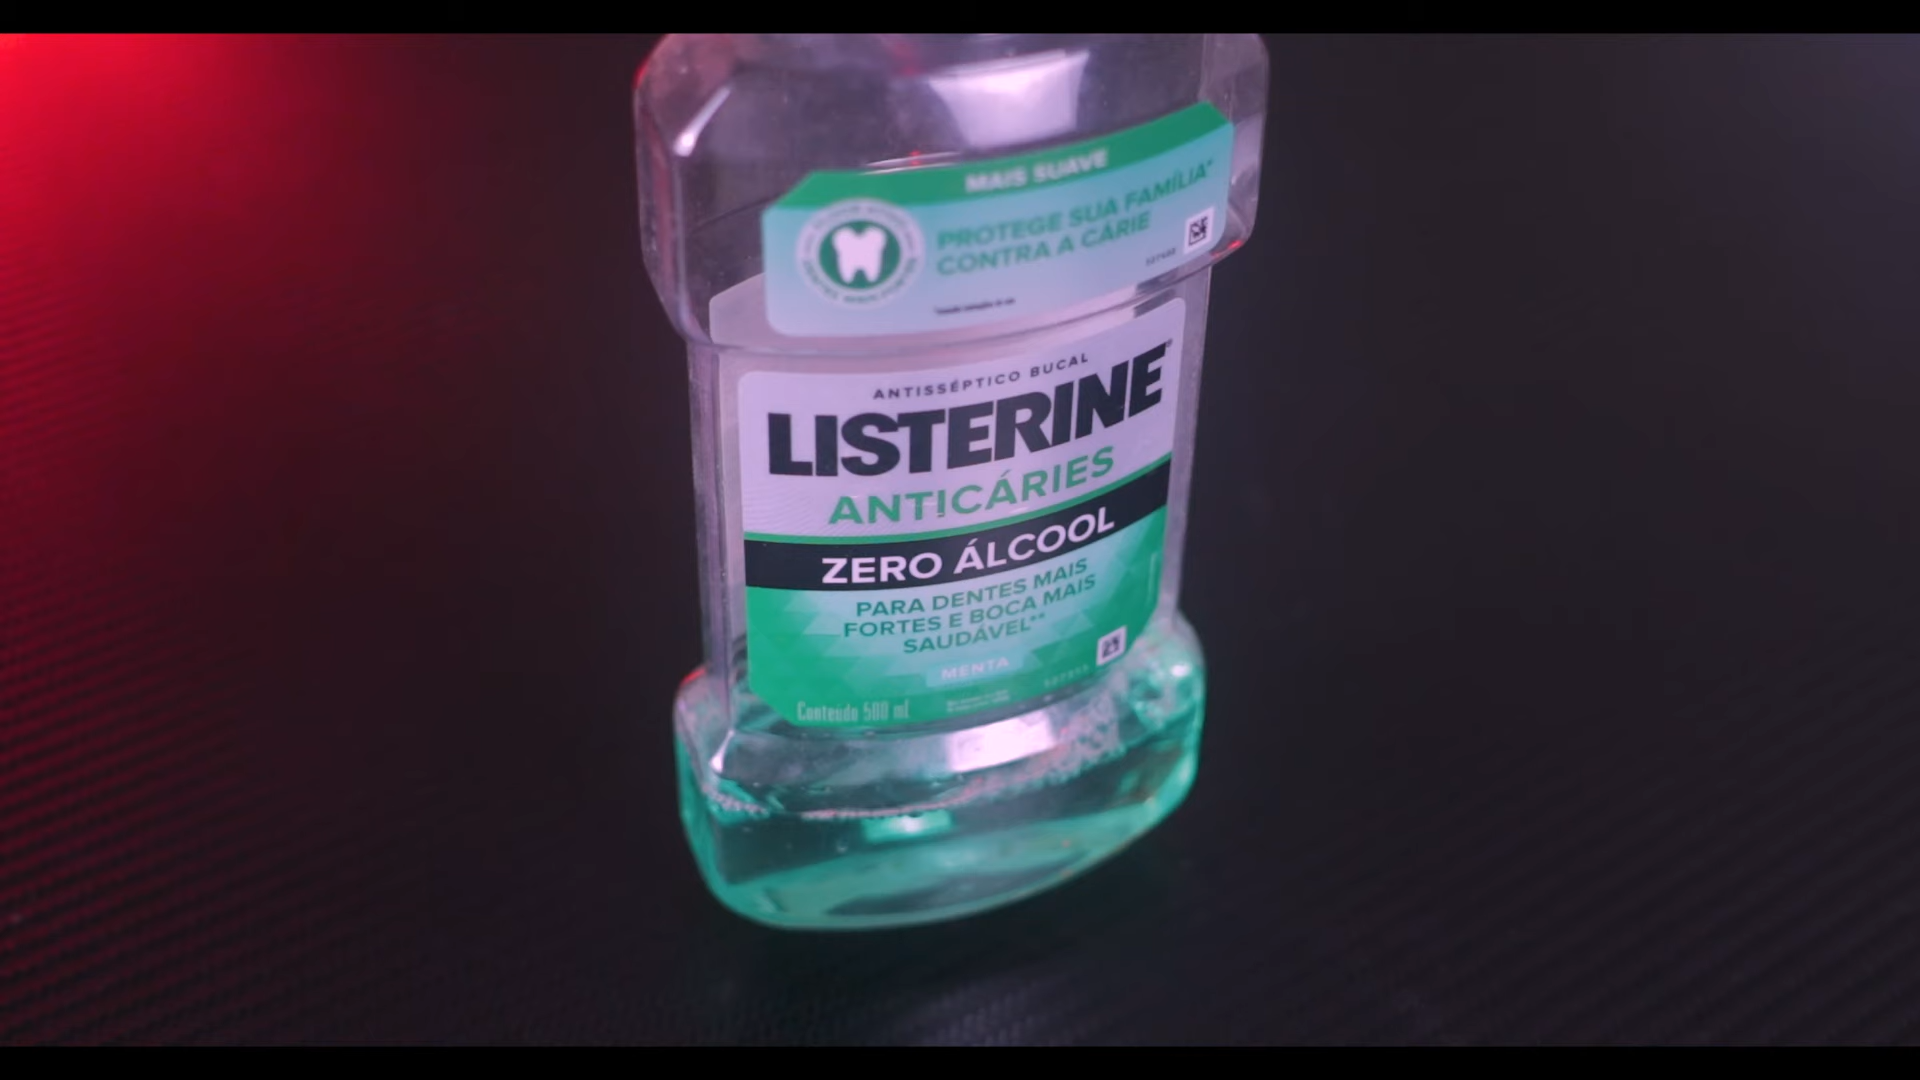 MAIS SUAVE
PROTEGE SUA FAMÍLIA*
CONTRA A CÁRIE
ANTISSÉPTICO BUCAL
LISTERINE®
ANTICÁRIES
ZERO ÁLCOOL
PARA DENTES MAIS
FORTES E BOCA MAIS
SAUDÁVEL**
MENTA
Conteúdo 500 mL